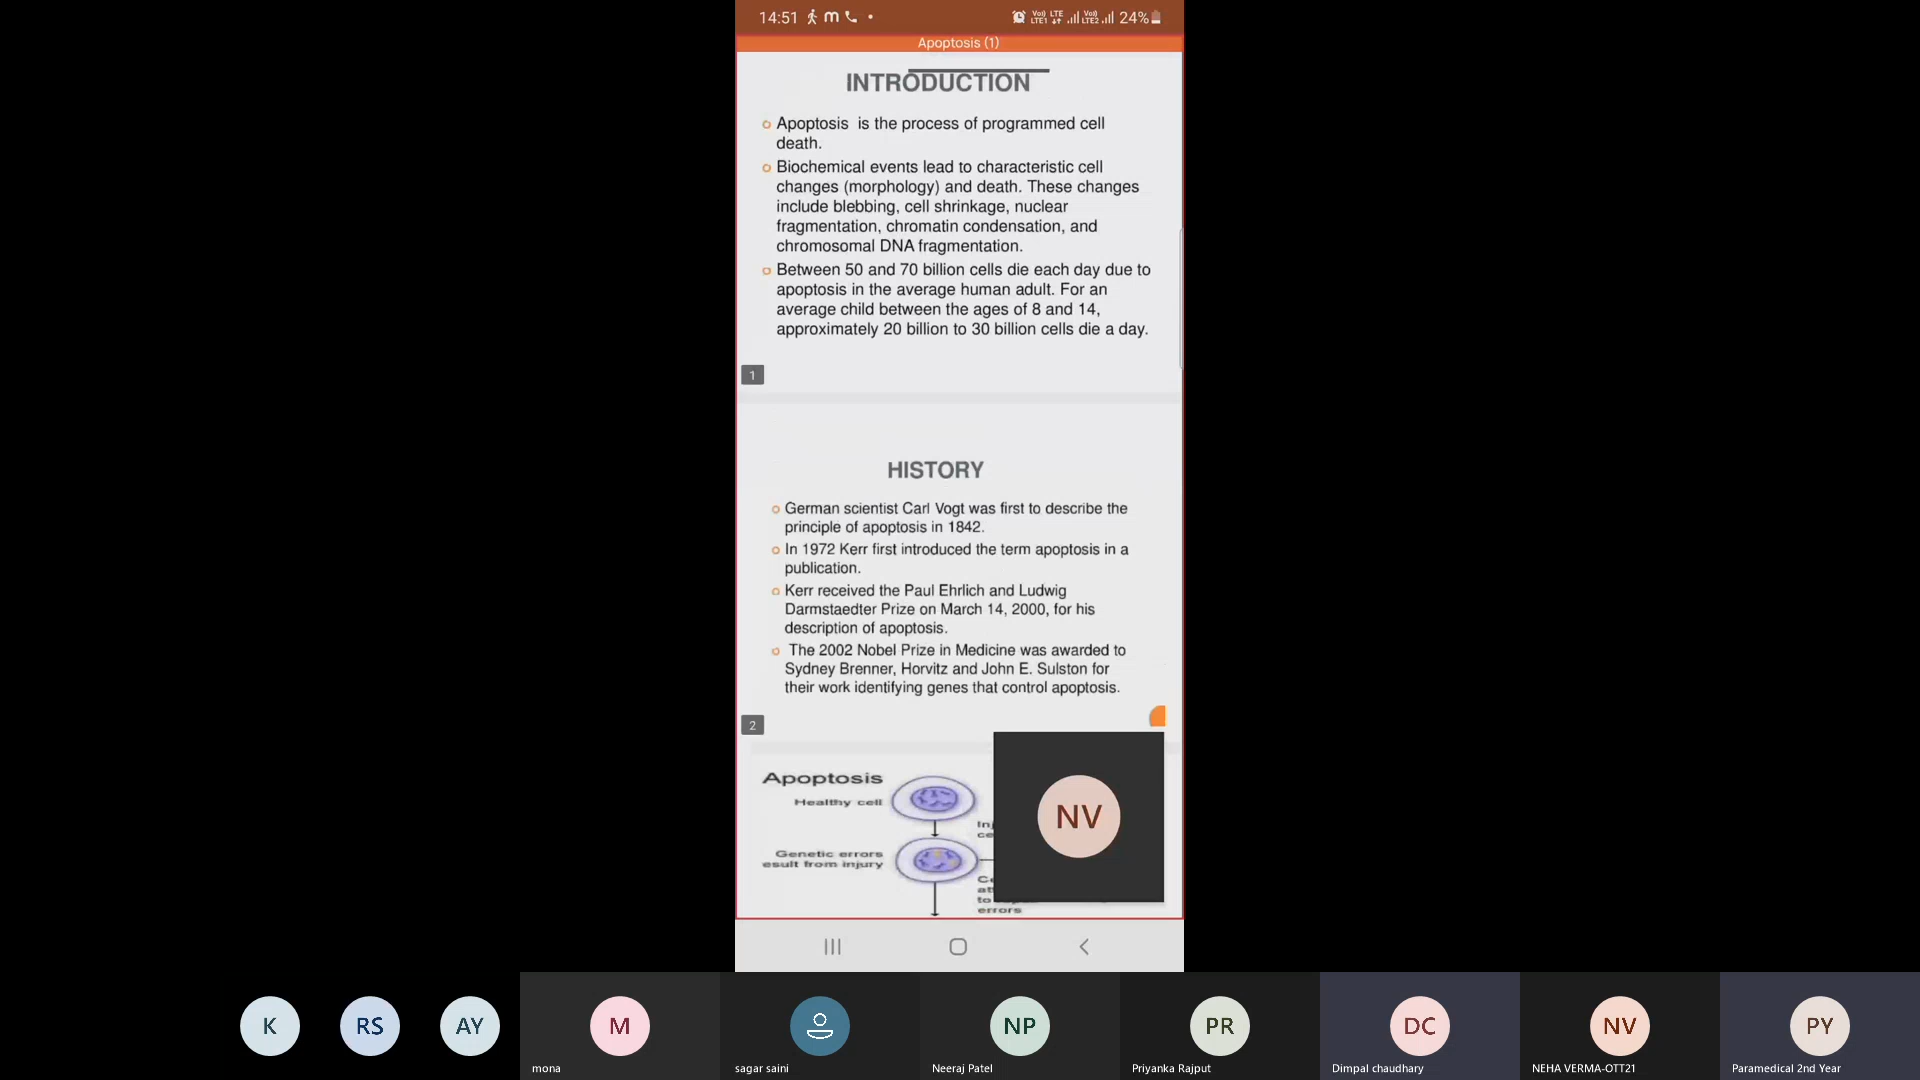 14:51
Vo)) LTE Vo))
LTE1 LTE2 24%
Apoptosis (1)
INTRODUCTION
Apoptosis is the process of programmed cell
death.
Biochemical events lead to characteristic cell
changes (morphology) and death. These changes
include blebbing, cell shrinkage, nuclear
fragmentation, chromatin condensation, and
chromosomal DNA fragmentation.
Between 50 and 70 billion cells die each day due to
apoptosis in the average human adult. For an
average child between the ages of 8 and 14,
approximately 20 billion to 30 billion cells die a day.
1
HISTORY
German scientist Carl Vogt was first to describe the
principle of apoptosis in 1842.
In 1972 Kerr first introduced the term apoptosis in a
publication.
Kerr received the Paul Ehrlich and Ludwig
Darmstaedter Prize on March 14, 2000, for his
description of apoptosis.
The 2002 Nobel Prize in Medicine was awarded to
Sydney Brenner, Horvitz and John E. Sulston for
their work identifying genes that control apoptosis.
2
Apoptosis
Healthy cell
Genetic errors
esult from injury
to
errors
NV
K
RS
AY
M
NP
PR
DC
NV
PY
mona
sagar saini
Neeraj Patel
Priyanka Rajput
Dimpal chaudhary
NEHA VERMA-OTT21
Paramedical 2nd Year